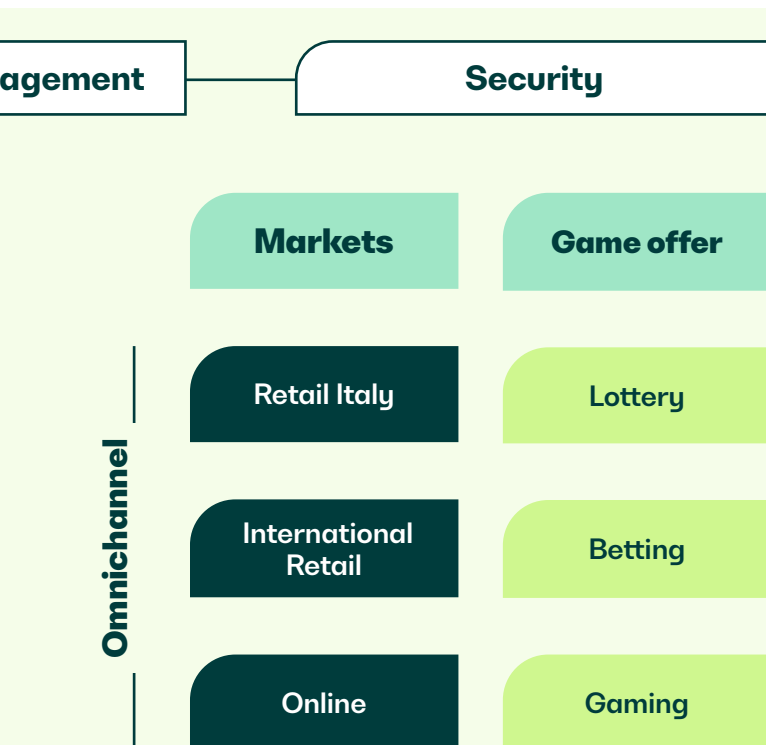 agement
Security
Markets
Game offer
Retail Italy
Lottery
Omnichannel
International
Retail
Betting
Online
Gaming